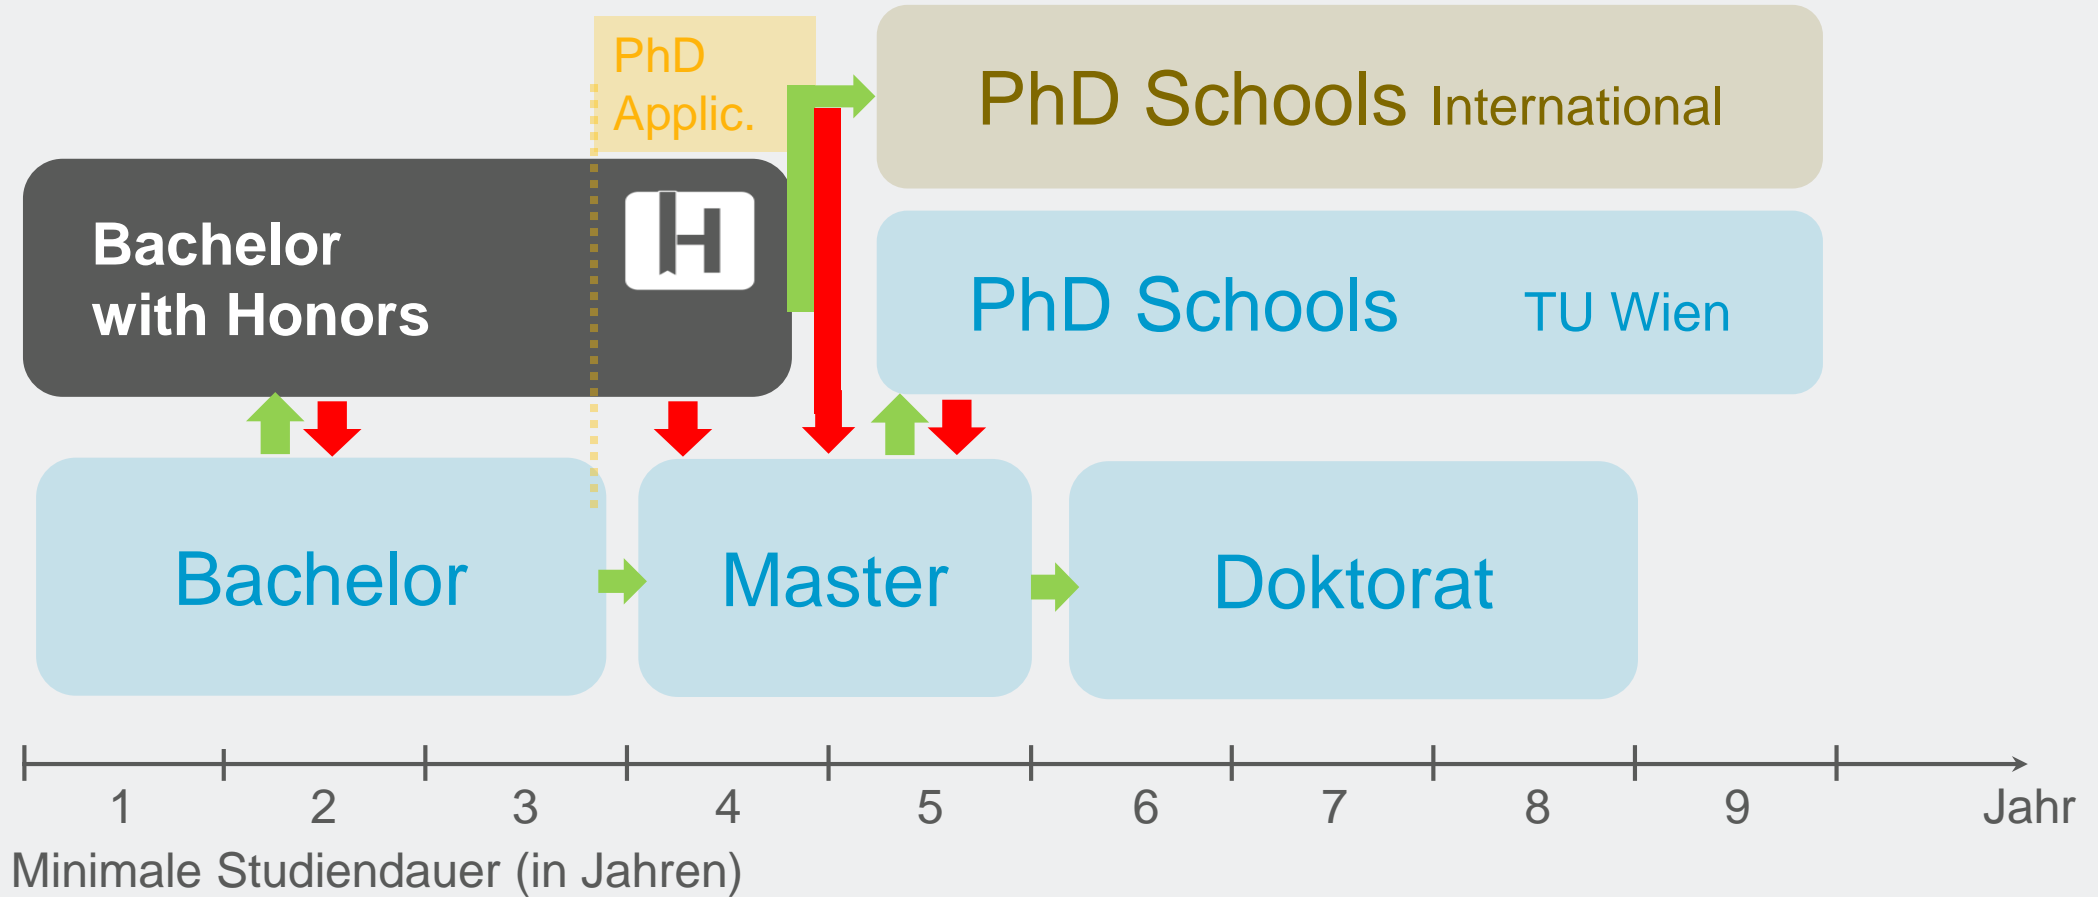 PhD
Applic.
PhD Schools International
Bachelor
with Honors
H
PhD Schools TU Wien
Bachelor
Master
Doktorat
1 2 3 4 5 6 7 8 9 Jahr
Minimale Studiendauer (in Jahren)